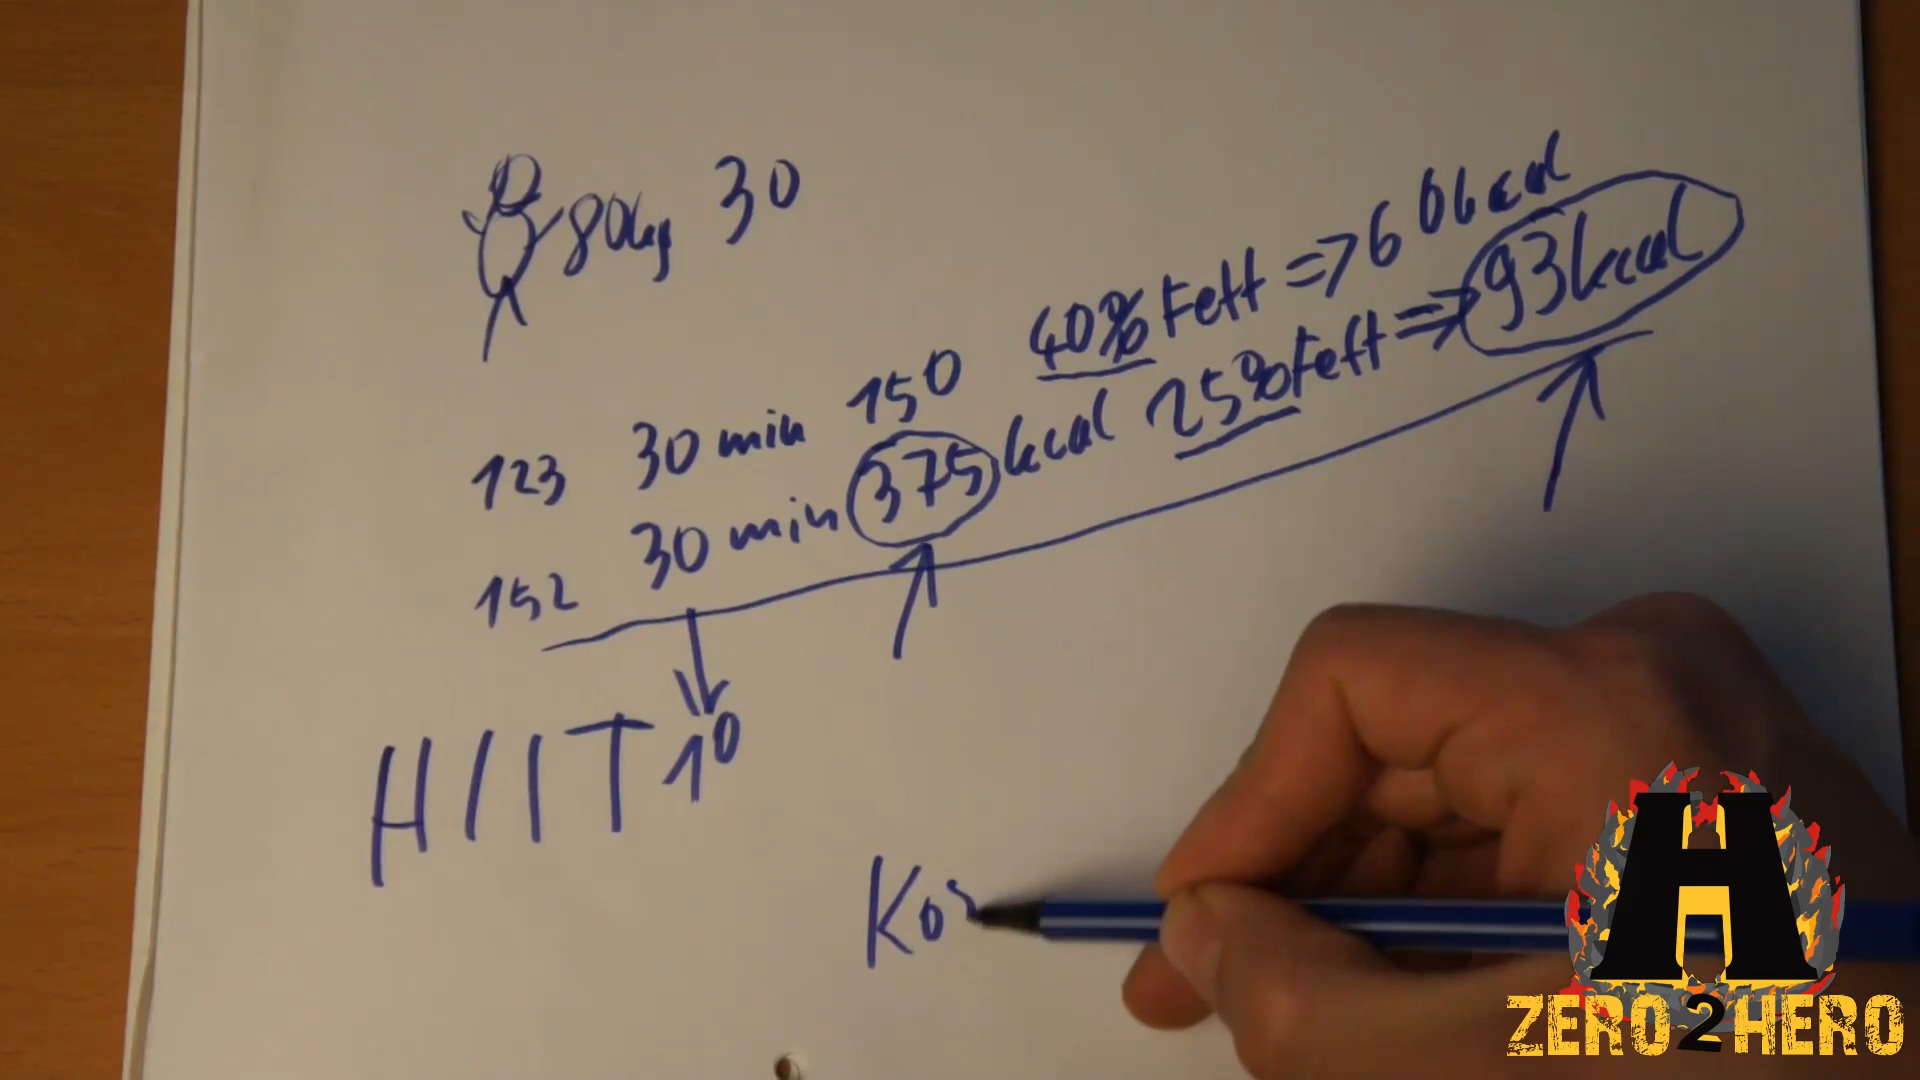 80kg 30
123 30 min 150 40% Fett => 60kcal
152 30 min 375 kcal 25% Fett => 93kcal
HIIT 10
Kor
ZERO2HERO